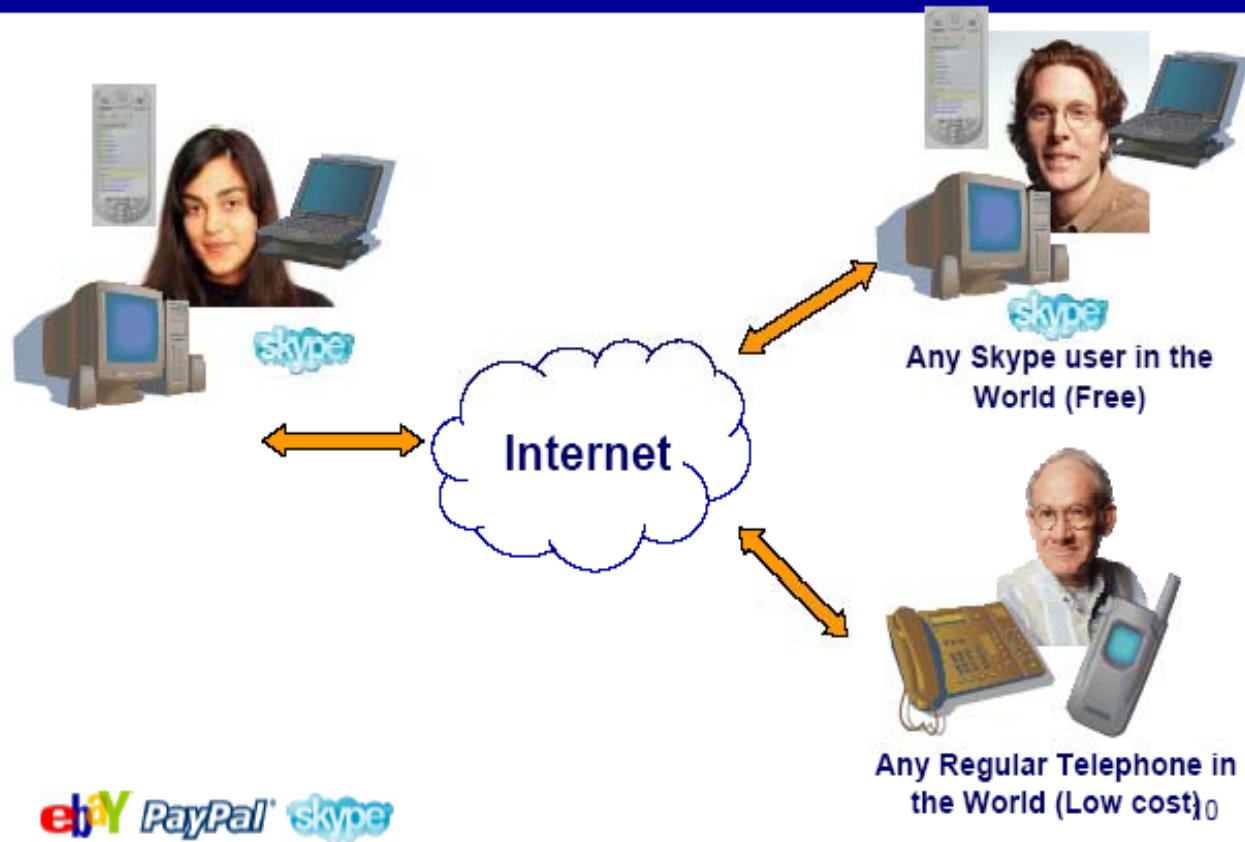 skype
Internet
skype
Any Skype user in the
World (Free)
Any Regular Telephone in
the World (Low cost)
10
ebaY PayPal skype